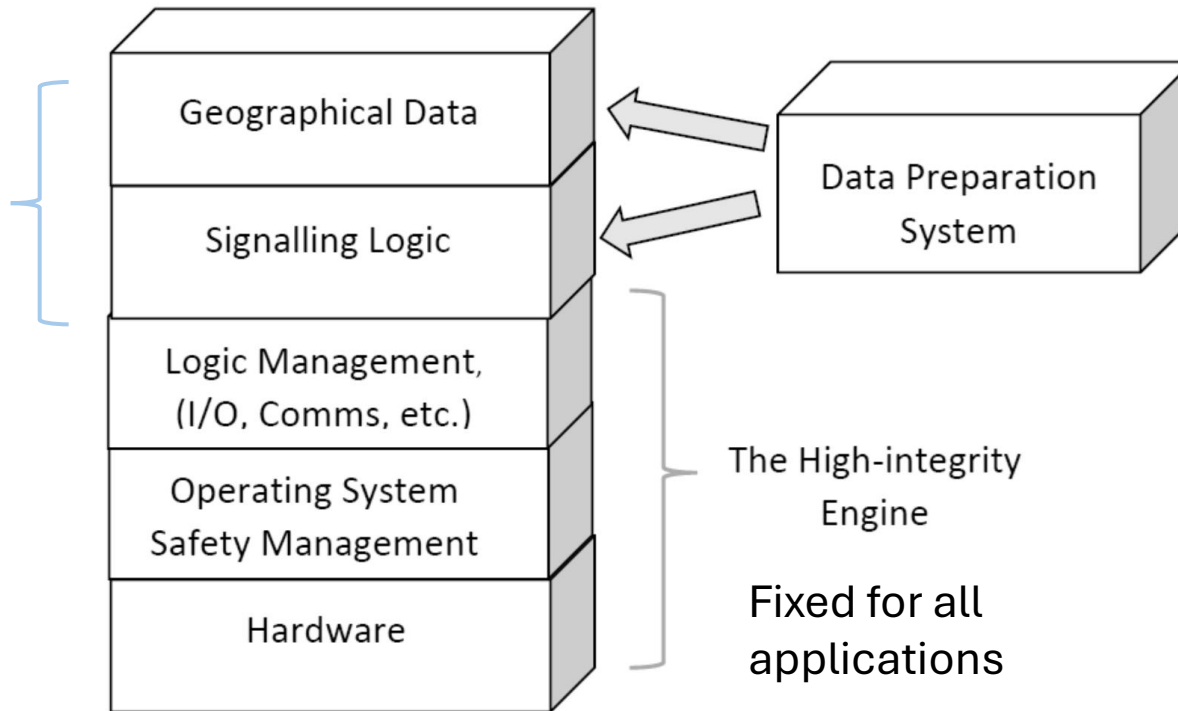 Geographical Data
Signalling Logic
Logic Management,
(I/O, Comms, etc.)
Operating System
Safety Management
Hardware
Data Preparation
System
The High-integrity
Engine
Fixed for all
applications